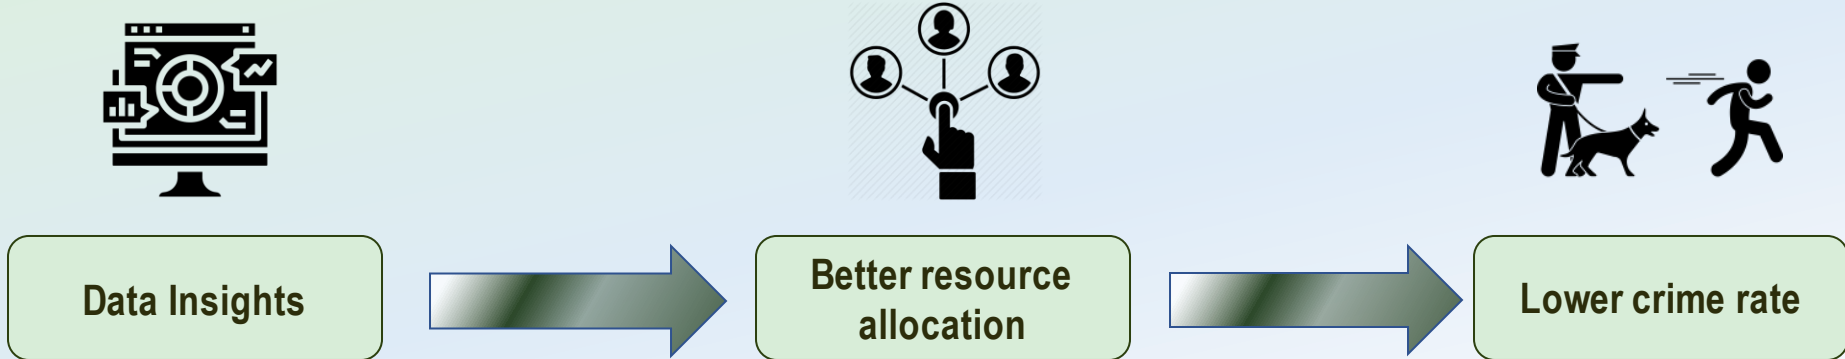 Data Insights
Better resource
allocation
Lower crime rate